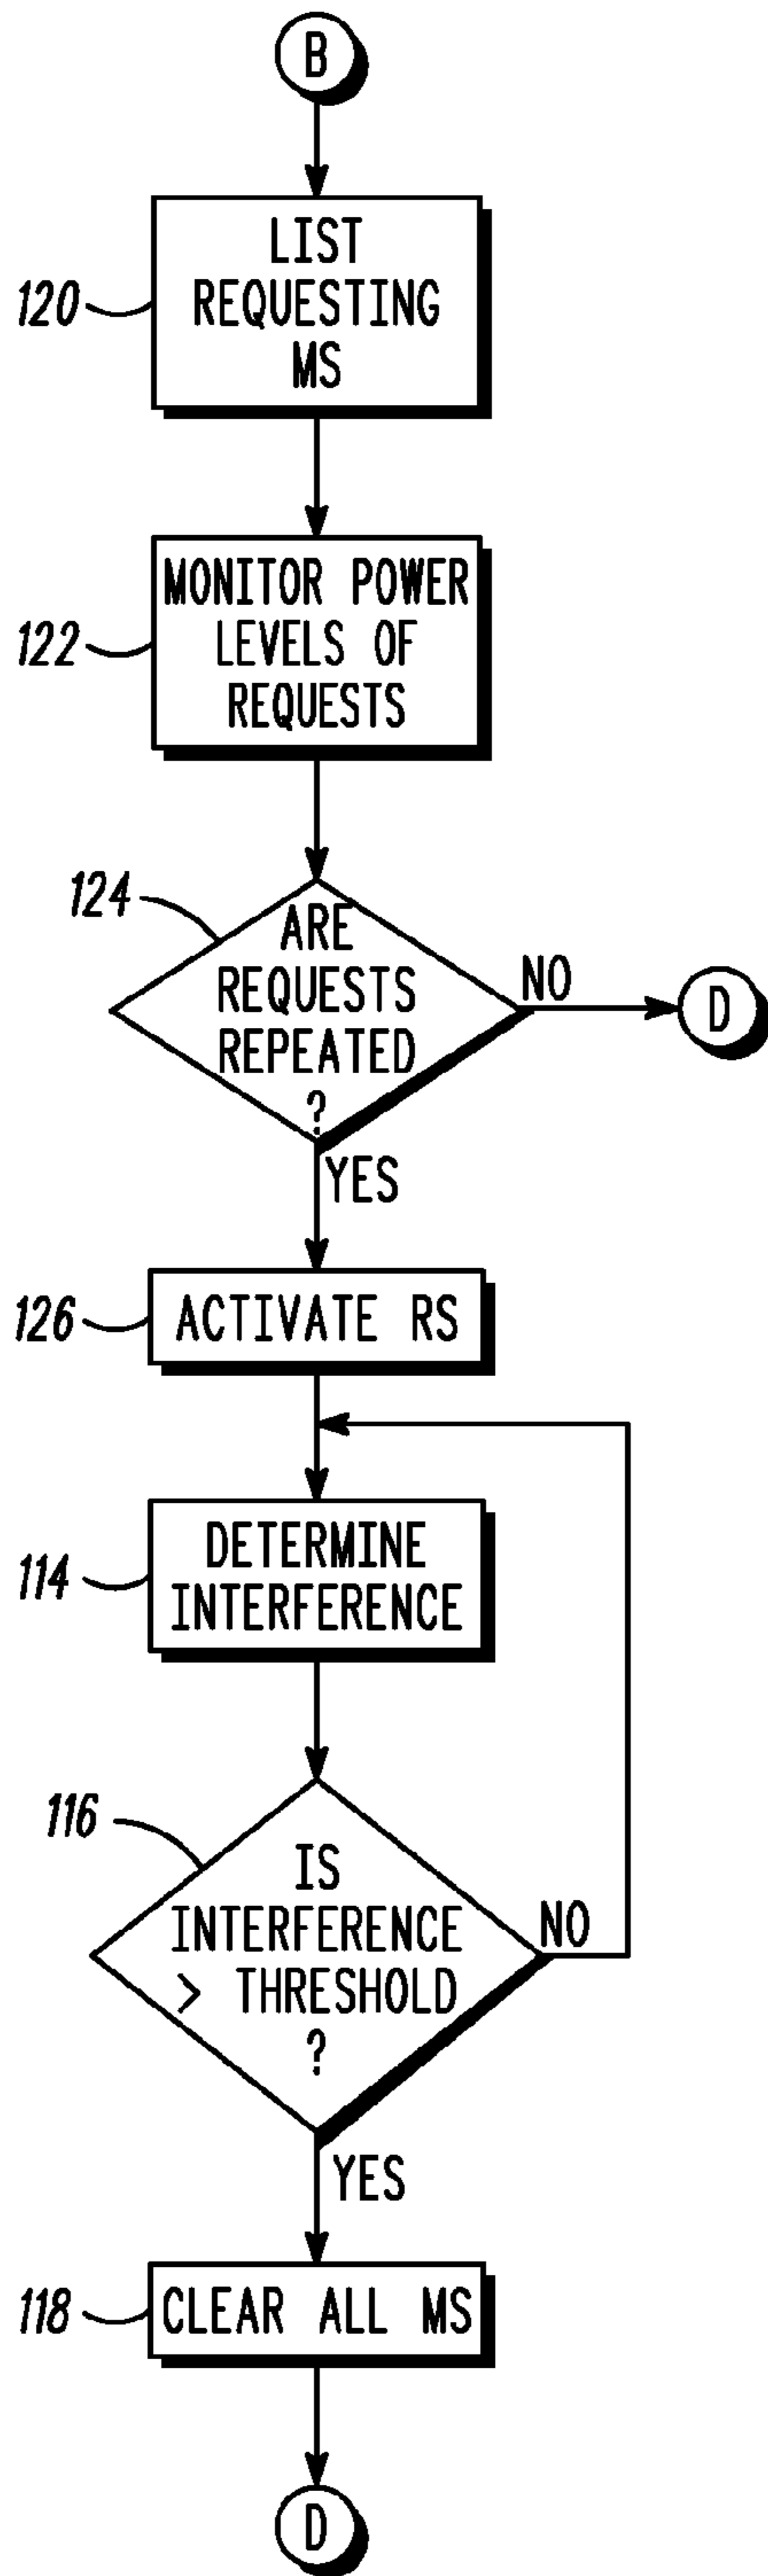 B
120
LIST
REQUESTING
MS
122
MONITOR POWER
LEVELS OF
REQUESTS
124
ARE
REQUESTS
REPEATED
?
NO
D
YES
126
ACTIVATE RS
114
DETERMINE
INTERFERENCE
116
IS
INTERFERENCE
> THRESHOLD
?
NO
YES
118
CLEAR ALL MS
D